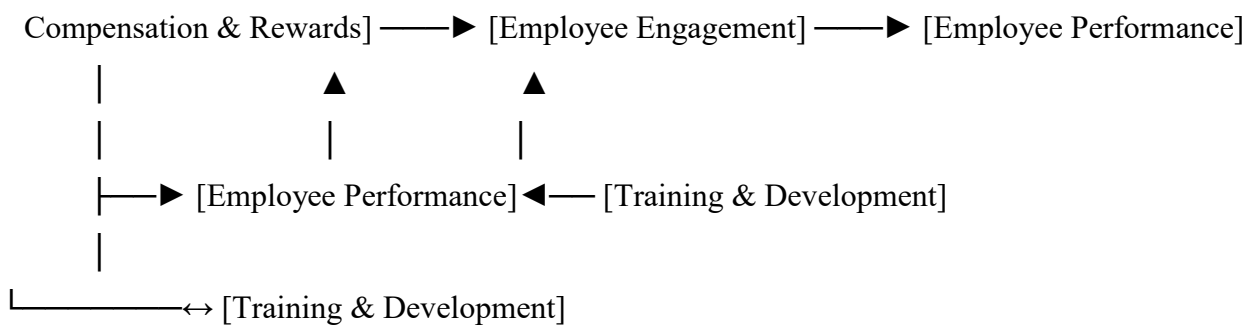 Compensation & Rewards] ───► [Employee Engagement] ───► [Employee Performance]
│ ▲ ▲
│ │ │
├──► [Employee Performance] ◄── [Training & Development]
│
└────────↔ [Training & Development]